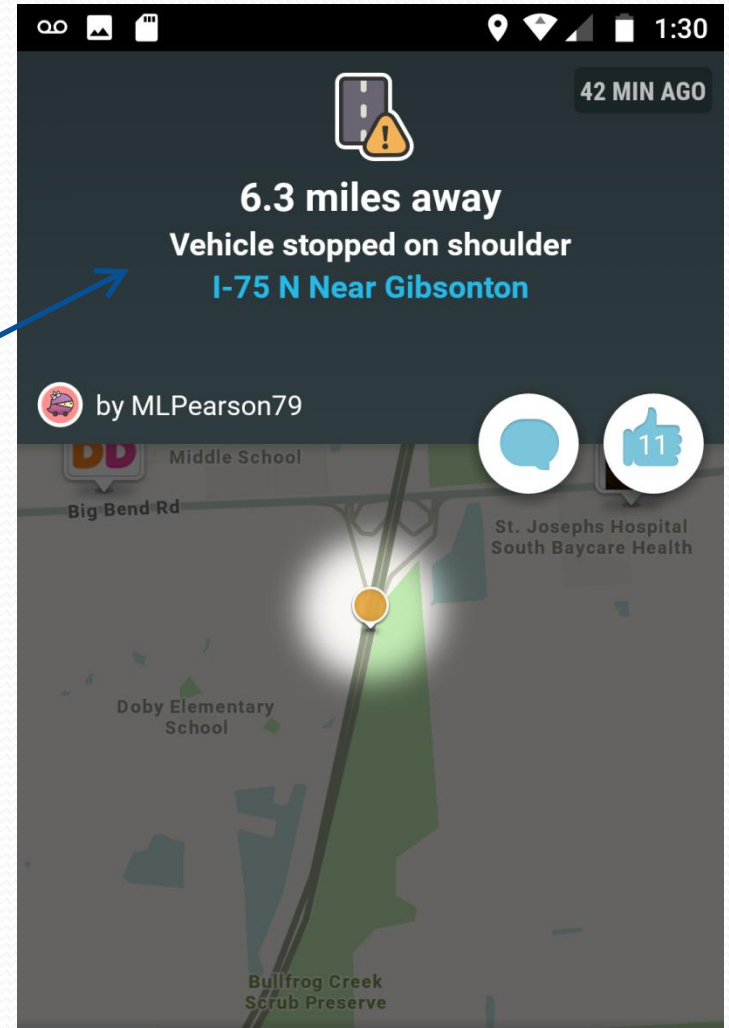 1:30
42 MIN AGO
6.3 miles away
Vehicle stopped on shoulder
I-75 N Near Gibsonton
by MLPearson79
11
DD
Middle School
Big Bend Rd
St. Josephs Hospital
South Baycare Health
Doby Elementary
School
Bullfrog Creek
Scrub Preserve